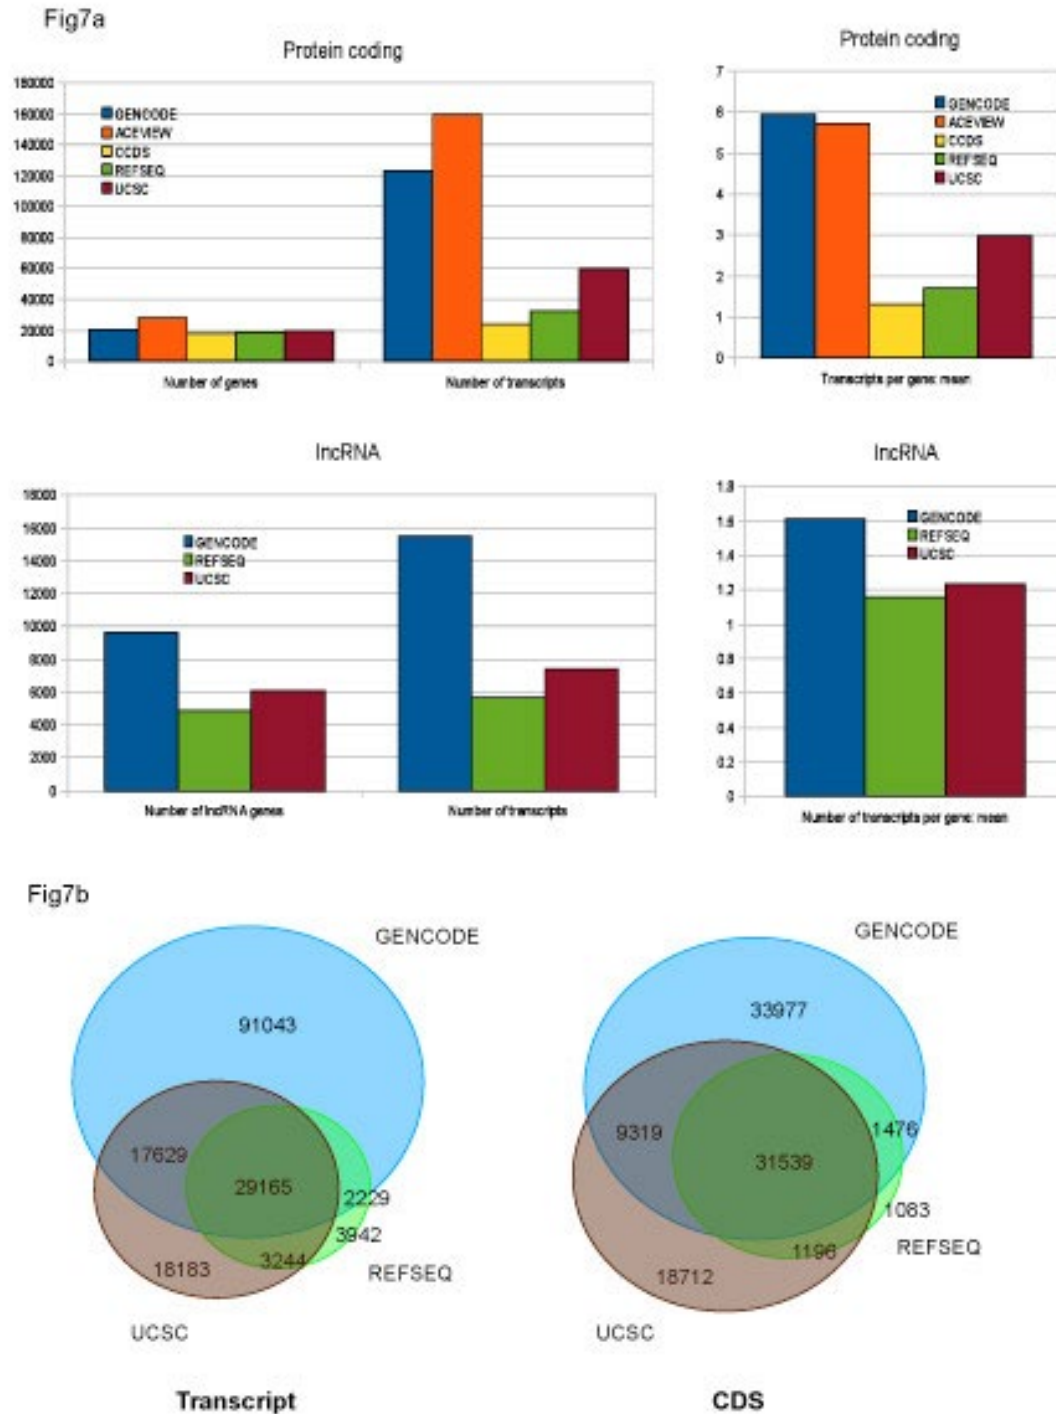 Fig7a
Protein coding
180000
160000
140000
120000
100000
80000
60000
40000
20000
0
GENCODE
ACEVIEW
CCDS
REFSEQ
UCSC
Number of genes
Number of transcripts
Protein coding
7
6
5
4
3
2
1
0
GENCODE
ACEVIEW
CCDS
REFSEQ
UCSC
Transcripts per gene: mean
lncRNA
18000
16000
14000
12000
10000
8000
6000
4000
2000
0
GENCODE
REFSEQ
UCSC
Number of lncRNA genes
Number of transcripts
lncRNA
1.8
1.6
1.4
1.2
1
0.8
0.6
0.4
0.2
0
GENCODE
REFSEQ
UCSC
Number of transcripts per gene: mean
Fig7b
GENCODE
91043
17629
29165
2229
3942
3244
18183
REFSEQ
UCSC
Transcript
GENCODE
33977
9319
1476
31539
1083
REFSEQ
1196
18712
UCSC
CDS